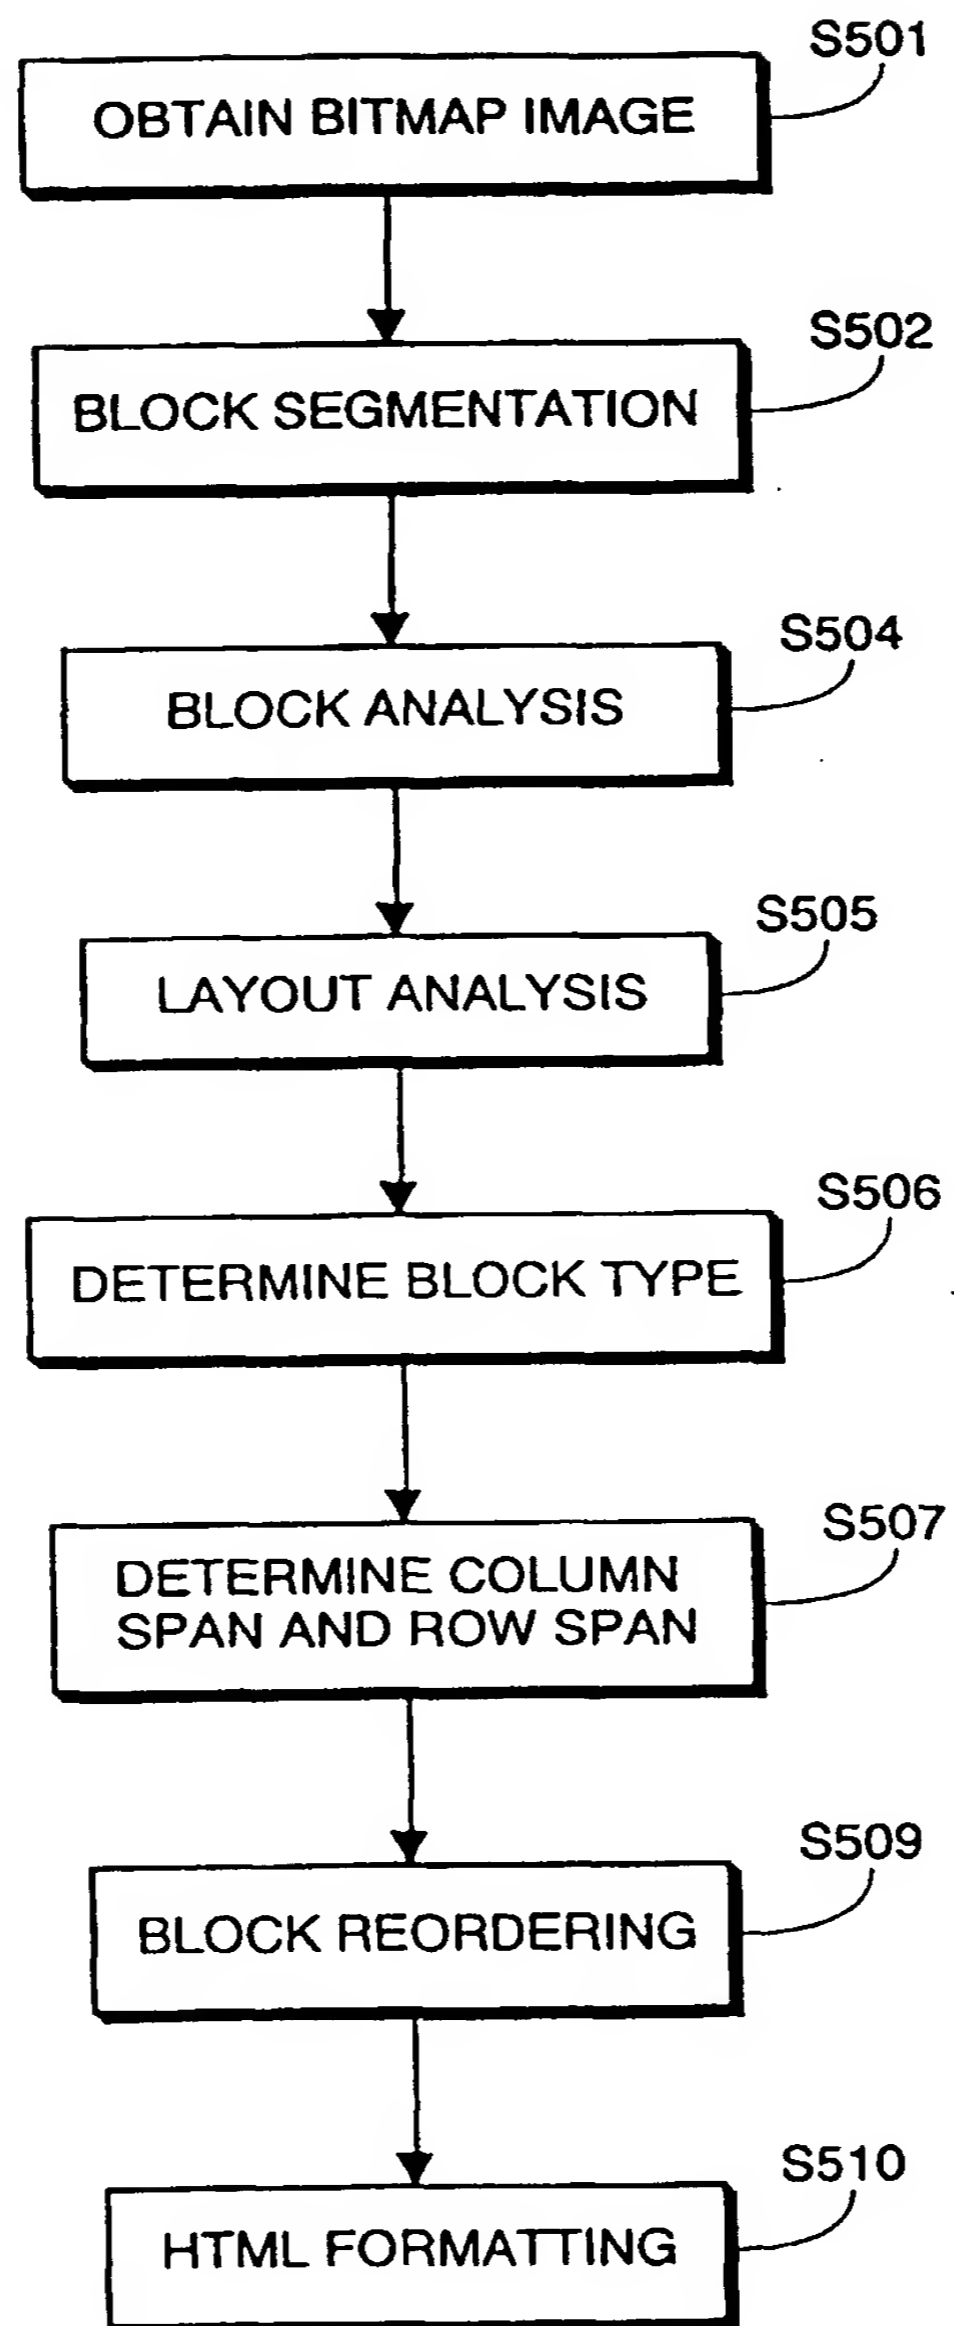 S501
OBTAIN BITMAP IMAGE
S502
BLOCK SEGMENTATION
S504
BLOCK ANALYSIS
S505
LAYOUT ANALYSIS
S506
DETERMINE BLOCK TYPE
S507
DETERMINE COLUMN
SPAN AND ROW SPAN
S509
BLOCK REORDERING
S510
HTML FORMATTING